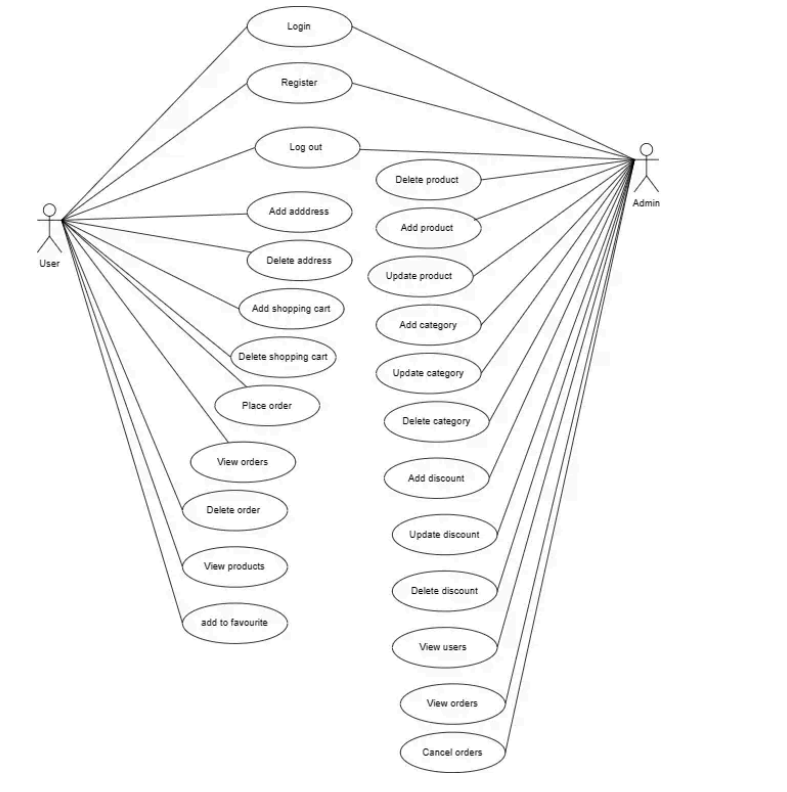 Login
Register
Log out
Delete product
Admin
Add adddress
Add product
User
Delete address
Update product
Add shopping cart
Add category
Delete shopping cart
Update category
Place order
Delete category
View orders
Add discount
Delete order
Update discount
View products
Delete discount
add to favourite
View users
View orders
Cancel orders